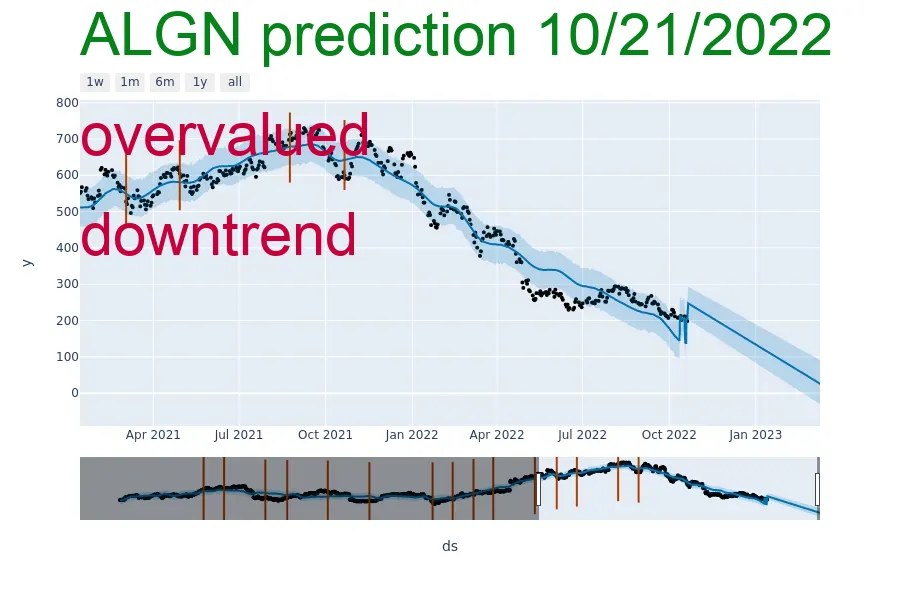 ALGN prediction 10/21/2022
1w 1m 6m 1y all
overvalued
downtrend
y
800
700
600
500
400
300
200
100
0
Apr 2021 Jul 2021 Oct 2021 Jan 2022 Apr 2022 Jul 2022 Oct 2022 Jan 2023
ds